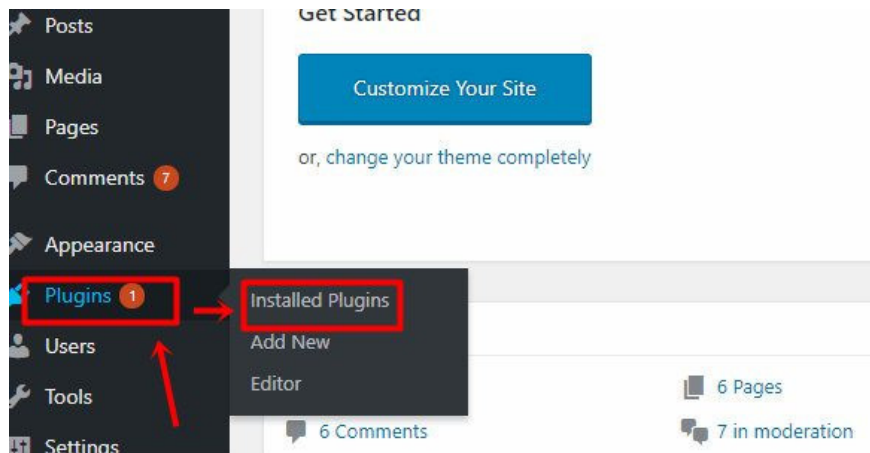 Posts
Media
Pages
Comments 7
Appearance
Plugins 1
Users
Tools
Settings
Get Started
Customize Your Site
or, change your theme completely
Installed Plugins
Add New
Editor
6 Pages
6 Comments
7 in moderation